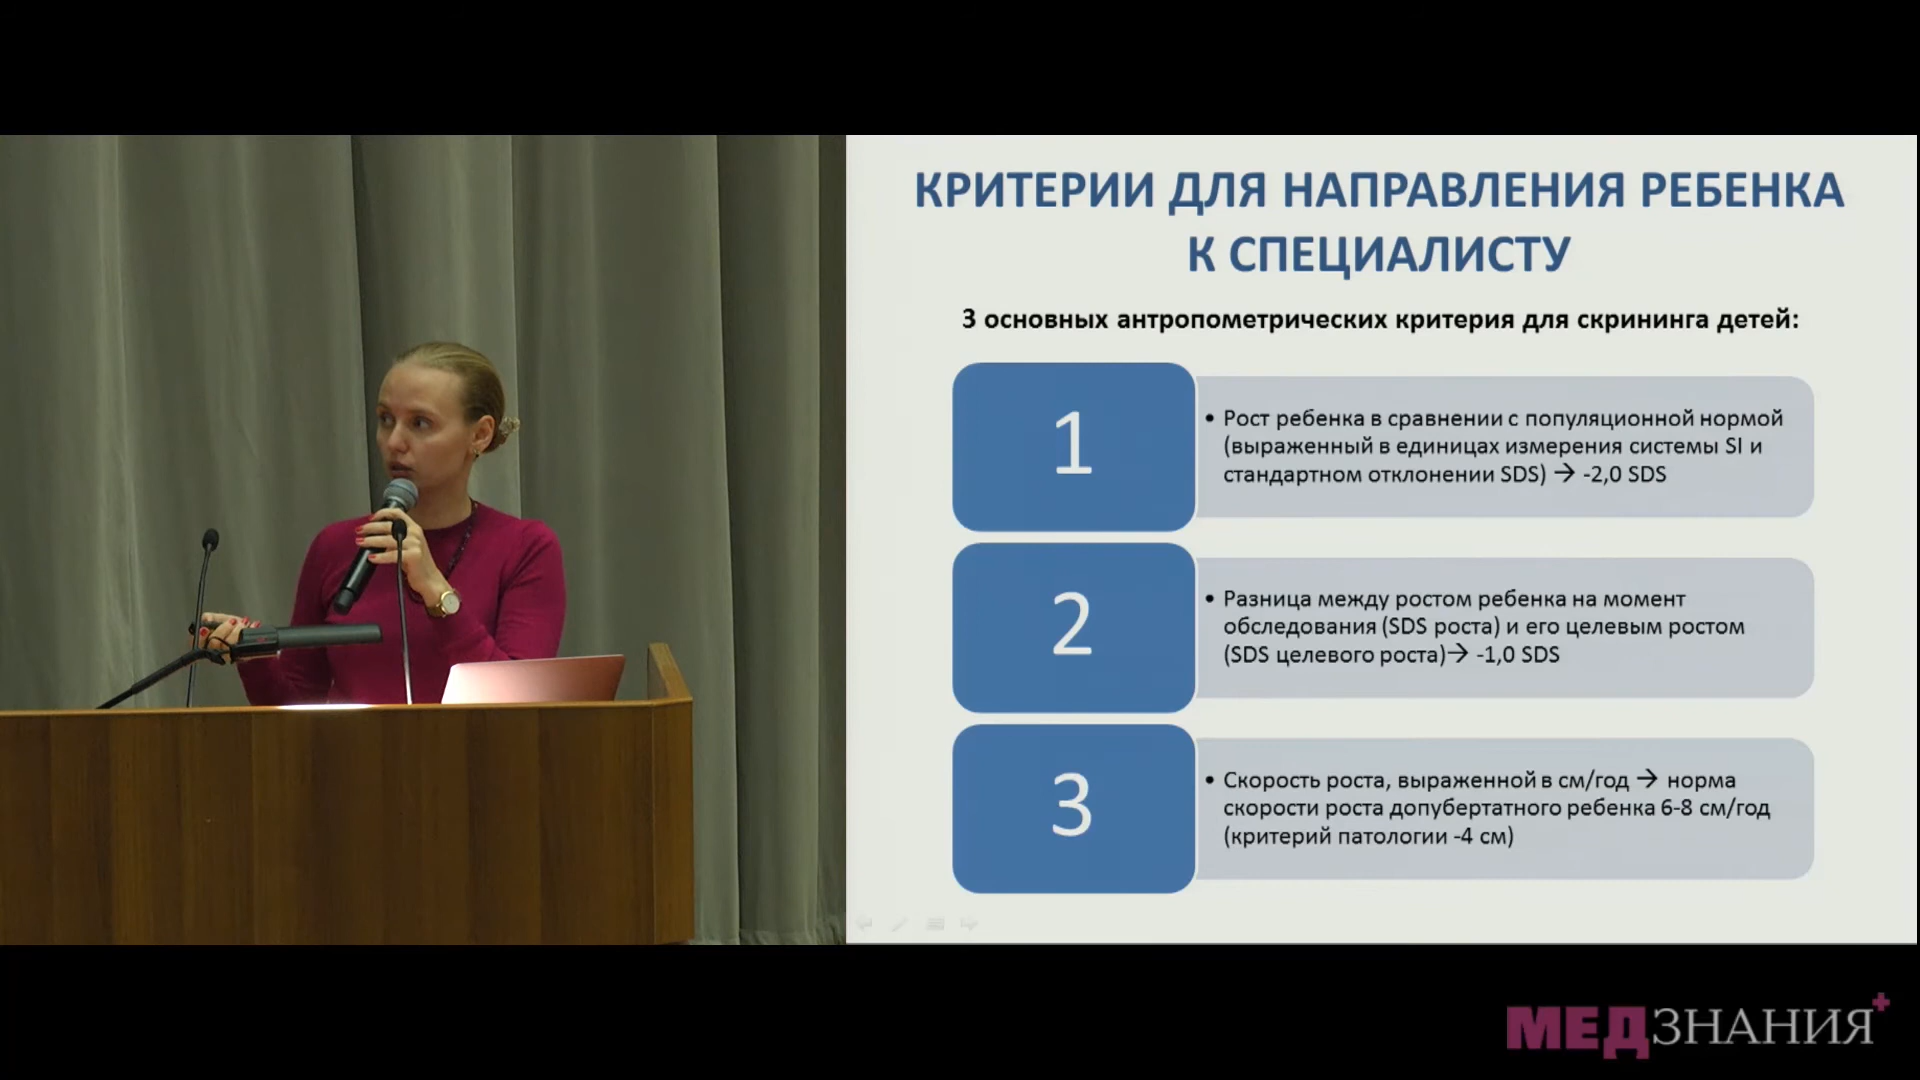 КРИТЕРИИ ДЛЯ НАПРАВЛЕНИЯ РЕБЕНКА
К СПЕЦИАЛИСТУ
3 основных антропометрических критерия для скрининга детей:
1
• Рост ребенка в сравнении с популяционной нормой
(выраженный в единицах измерения системы SI и
стандартном отклонении SDS) → -2,0 SDS
2
• Разница между ростом ребенка на момент
обследования (SDS роста) и его целевым ростом
(SDS целевого роста)→ -1,0 SDS
3
• Скорость роста, выраженной в см/год → норма
скорости роста допубертатного ребенка 6-8 см/год
(критерий патологии -4 см)
МЕДЗНАНИЯ+